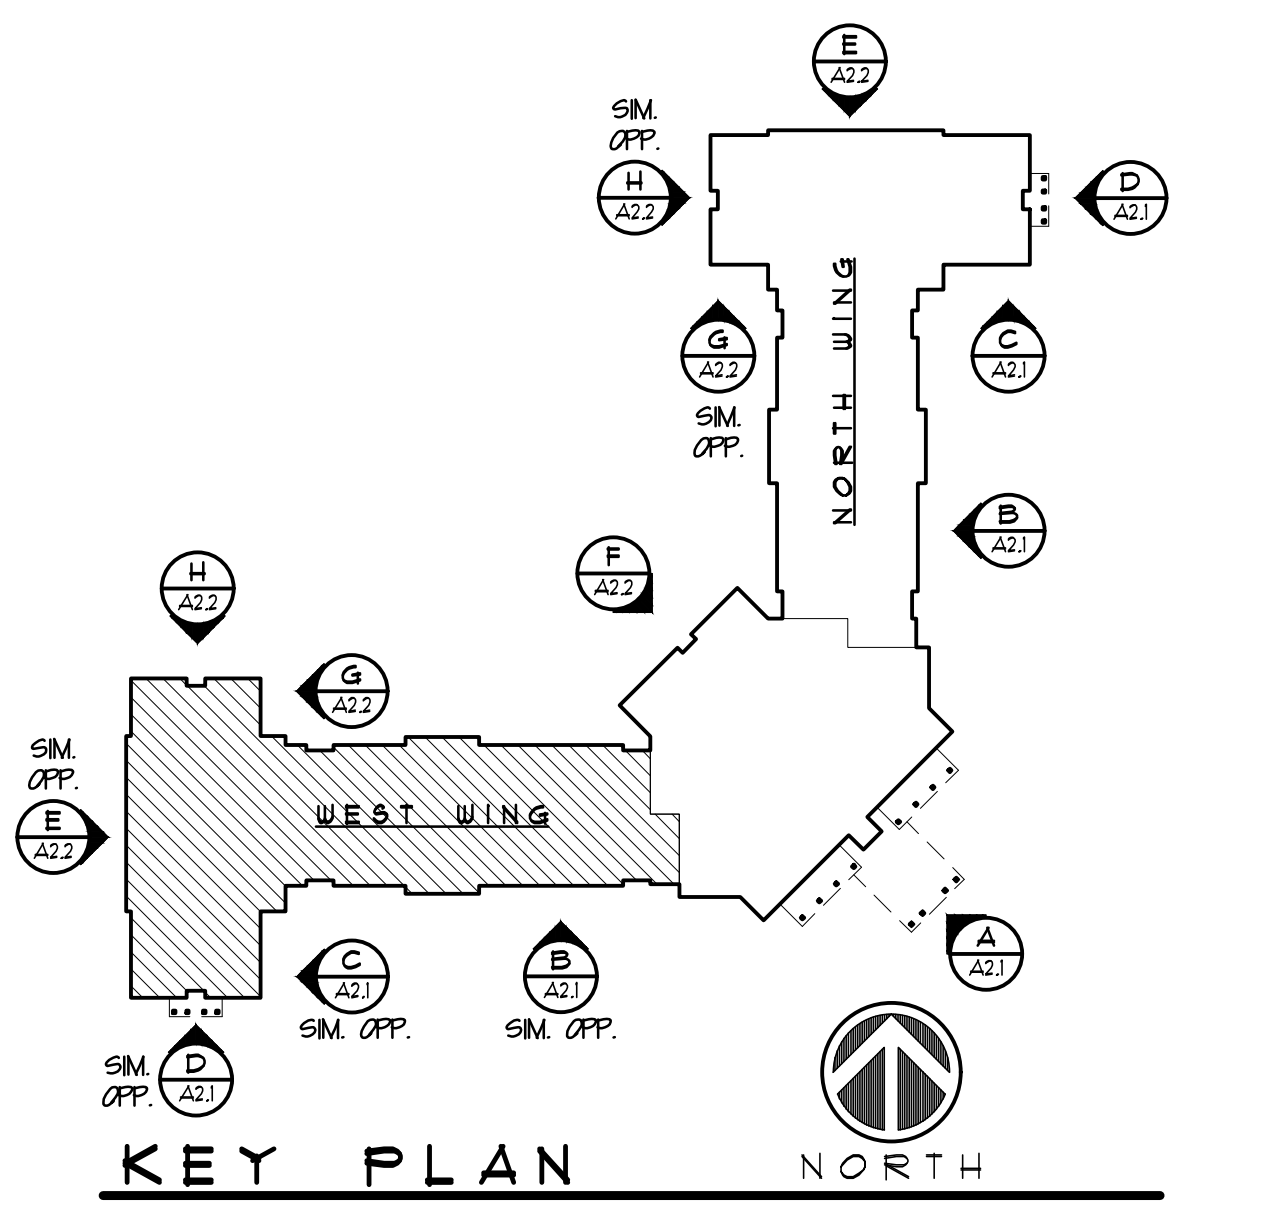 E
A2.2
SIM.
OPP.
H
A2.2
D
A2.1
NORTH WING
G
A2.2
SIM.
OPP.
C
A2.1
B
A2.1
F
A2.2
H
A2.2
G
A2.2
SIM.
OPP.
E
A2.2
WEST WING
A
A2.1
C
A2.1
SIM. OPP.
B
A2.1
SIM. OPP.
SIM.
OPP.
D
A2.1
KEY PLAN
NORTH